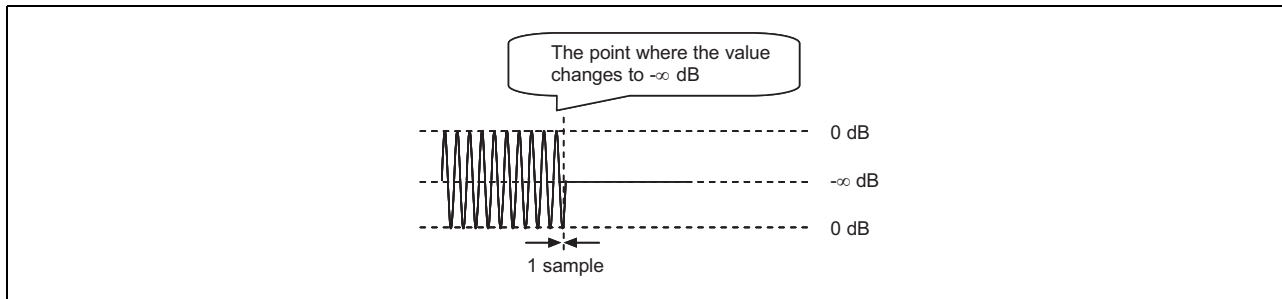 The point where the value
changes to -∞ dB
0 dB
-∞ dB
0 dB
1 sample